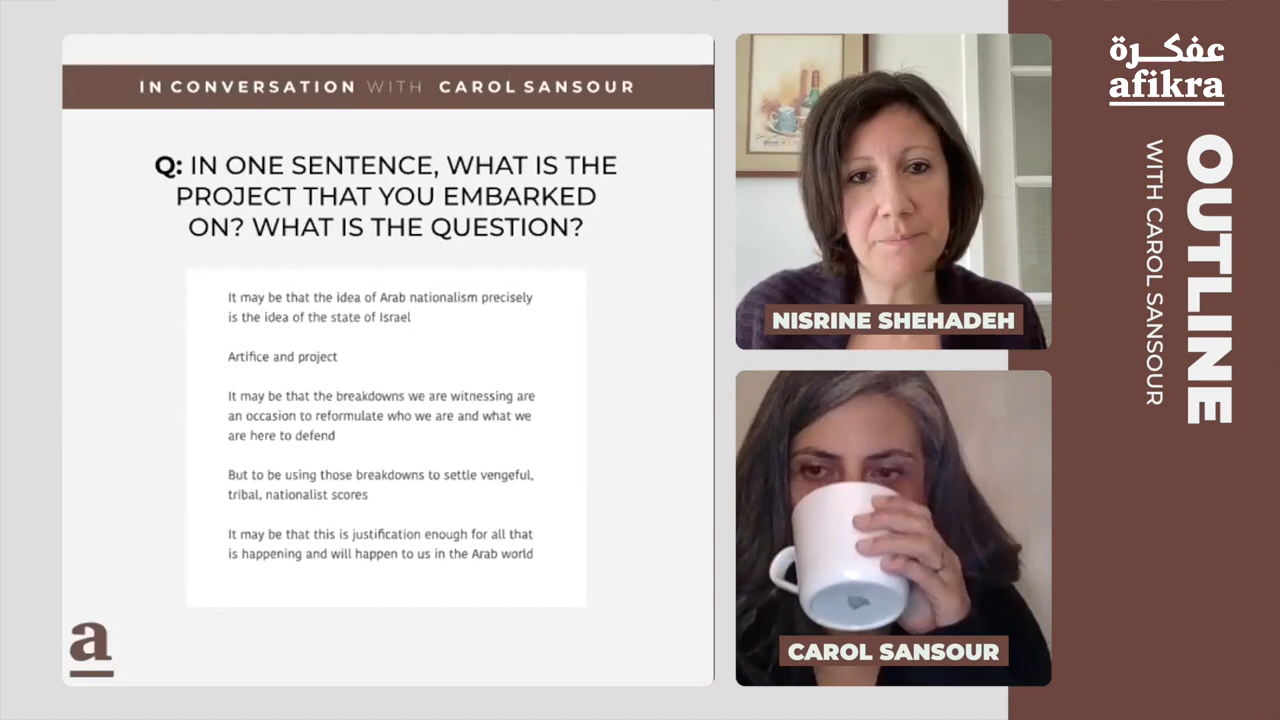 IN CONVERSATION WITH CAROL SANSOUR
Q: IN ONE SENTENCE, WHAT IS THE
PROJECT THAT YOU EMBARKED
ON? WHAT IS THE QUESTION?
It may be that the idea of Arab nationalism precisely
is the idea of the state of Israel
Artifice and project
It may be that the breakdowns we are witnessing are
an occasion to reformulate who we are and what we
are here to defend
But to be using those breakdowns to settle vengeful,
tribal, nationalist scores
It may be that this is justification enough for all that
is happening and will happen to us in the Arab world
a
NISRINE SHEHADEH
CAROL SANSOUR
عفكرة
afikra
OUTLINE
WITH CAROL SANSOUR